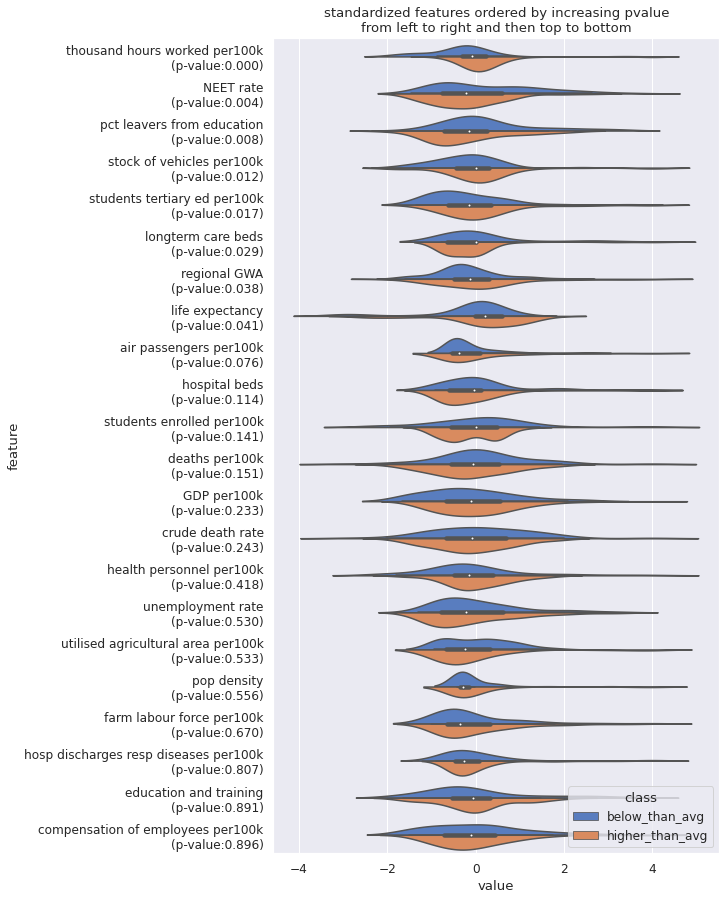 standardized features ordered by increasing pvalue
from left to right and then top to bottom
thousand hours worked per100k
(p-value:0.000)
NEET rate
(p-value:0.004)
pct leavers from education
(p-value:0.008)
stock of vehicles per100k
(p-value:0.012)
students tertiary ed per100k
(p-value:0.017)
longterm care beds
(p-value:0.029)
regional GWA
(p-value:0.038)
life expectancy
(p-value:0.041)
air passengers per100k
(p-value:0.076)
hospital beds
(p-value:0.114)
students enrolled per100k
(p-value:0.141)
deaths per100k
(p-value:0.151)
GDP per100k
(p-value:0.233)
crude death rate
(p-value:0.243)
health personnel per100k
(p-value:0.418)
unemployment rate
(p-value:0.530)
utilised agricultural area per100k
(p-value:0.533)
pop density
(p-value:0.556)
farm labour force per100k
(p-value:0.670)
hosp discharges resp diseases per100k
(p-value:0.807)
education and training
(p-value:0.891)
compensation of employees per100k
(p-value:0.896)
feature
class
below_than_avg
higher_than_avg
−4 −2 0 2 4
value